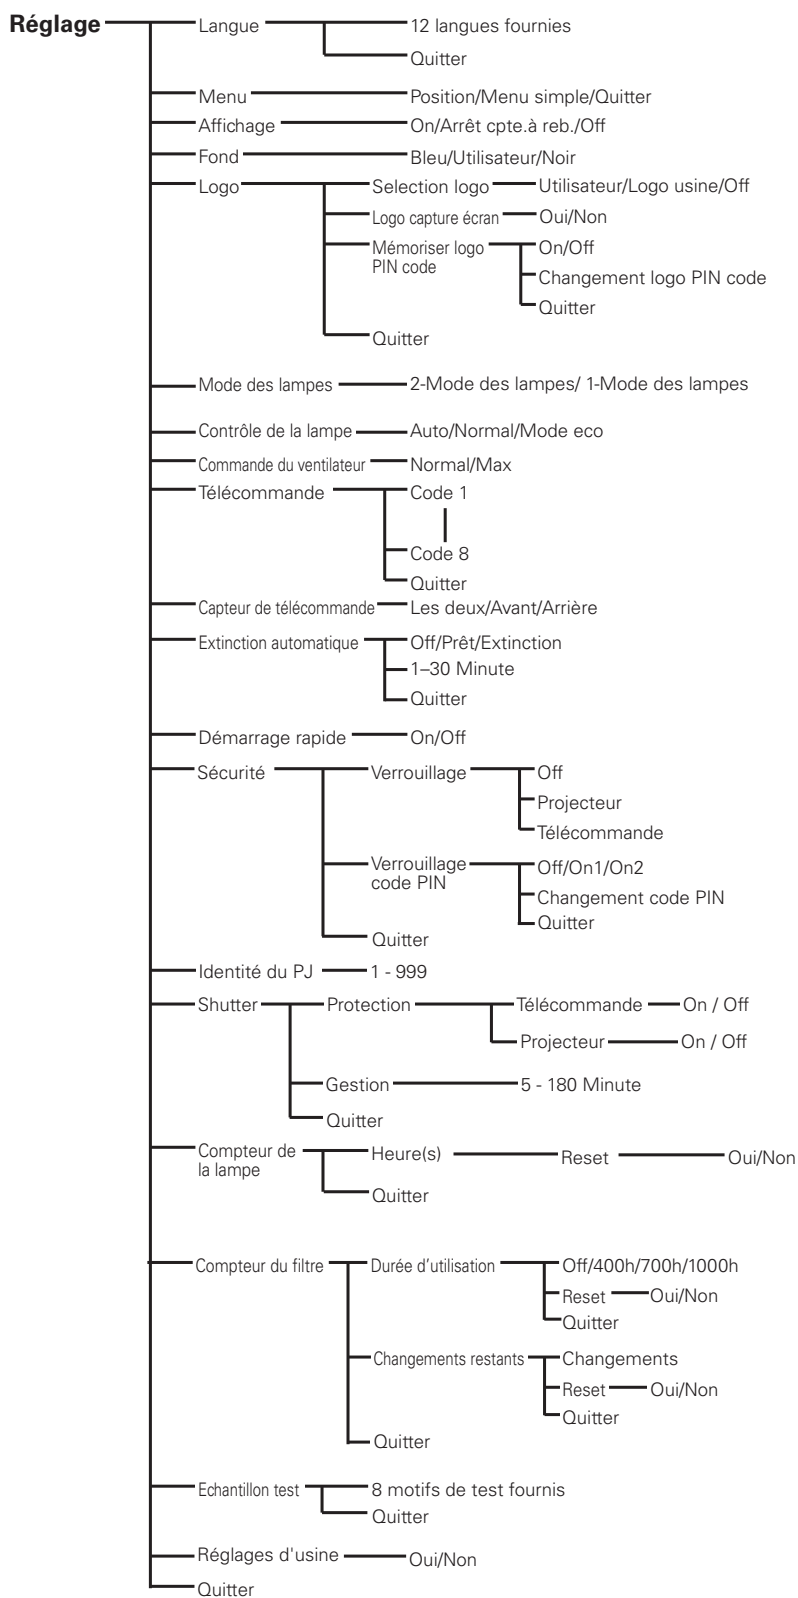 Réglage Langue 12 langues fournies
Quitter
Menu Position/Menu simple/Quitter
Affichage On/Arrêt cpte.à reb./Off
Fond Bleu/Utilisateur/Noir
Logo Selection logo Utilisateur/Logo usine/Off
Logo capture écran Oui/Non
Mémoriser logo On/Off
PIN code
Changement logo PIN code
Quitter
Quitter
Mode des lampes 2-Mode des lampes/ 1-Mode des lampes
Contrôle de la lampe Auto/Normal/Mode eco
Commande du ventilateur Normal/Max
Télécommande Code 1
Code 8
Quitter
Capteur de télécommande Les deux/Avant/Arrière
Extinction automatique Off/Prêt/Extinction
1–30 Minute
Quitter
Démarrage rapide On/Off
Sécurité Verrouillage Off
Projecteur
Télécommande
Verrouillage Off/On1/On2
code PIN
Changement code PIN
Quitter
Quitter
Identité du PJ 1 - 999
Shutter Protection Télécommande On / Off
Projecteur On / Off
Gestion 5 - 180 Minute
Quitter
Compteur de Heure(s) Reset Oui/Non
la lampe
Quitter
Compteur du filtre Durée d'utilisation Off/400h/700h/1000h
Reset Oui/Non
Quitter
Changements restants Changements
Reset Oui/Non
Quitter
Quitter
Echantillon test 8 motifs de test fournis
Quitter
Réglages d'usine Oui/Non
Quitter